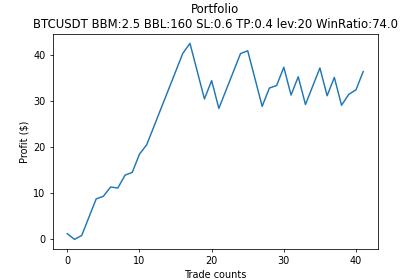 Portfolio
BTCUSDT BBM:2.5 BBL:160 SL:0.6 TP:0.4 lev:20 WinRatio:74.0
40
30
20
10
0
Profit ($)
0 10 20 30 40
Trade counts